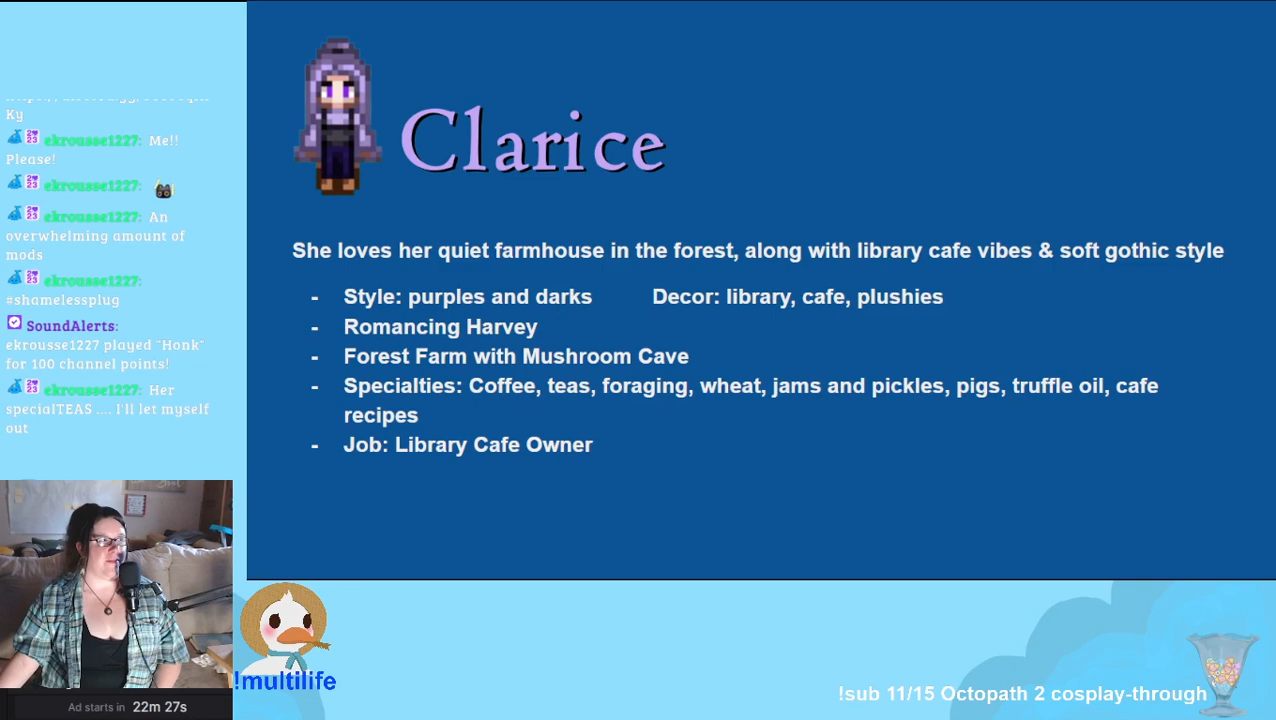 Ky
ekrousse1227: Me!!
Please!
ekrousse1227:
ekrousse1227: An
overwhelming amount of
mods
ekrousse1227:
#shamelessplug
SoundAlerts:
ekrousse1227 played "Honk"
for 100 channel points!
ekrousse1227: Her
specialTEAS .... I'll let myself
out
Clarice
She loves her quiet farmhouse in the forest, along with library cafe vibes & soft gothic style
- Style: purples and darks Decor: library, cafe, plushies
- Romancing Harvey
- Forest Farm with Mushroom Cave
- Specialties: Coffee, teas, foraging, wheat, jams and pickles, pigs, truffle oil, cafe
recipes
- Job: Library Cafe Owner
!multilife
!sub 11/15 Octopath 2 cosplay-through
Ad starts in 22m 27s